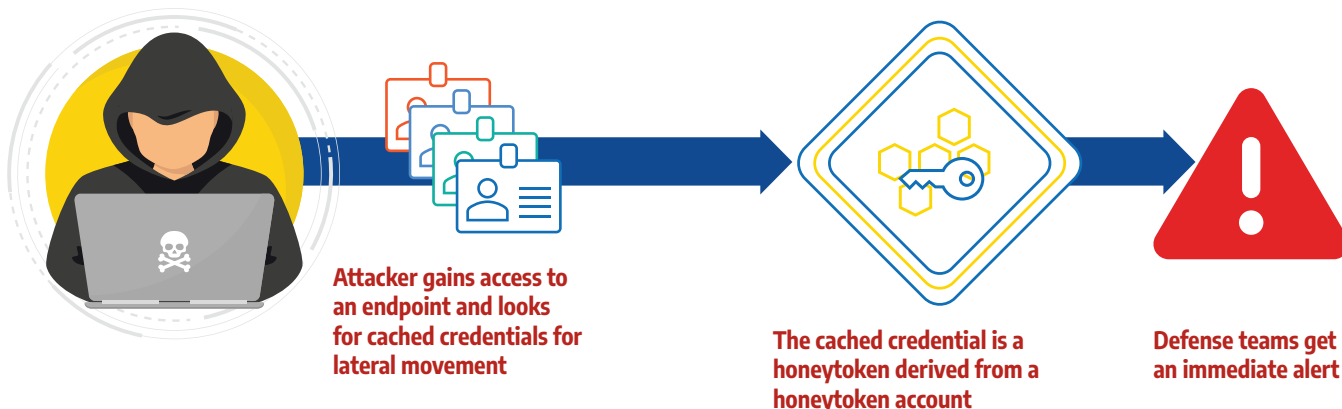 Attacker gains access to
an endpoint and looks
for cached credentials for
lateral movement
The cached credential is a
honeytoken derived from a
honeytoken account
Defense teams get
an immediate alert